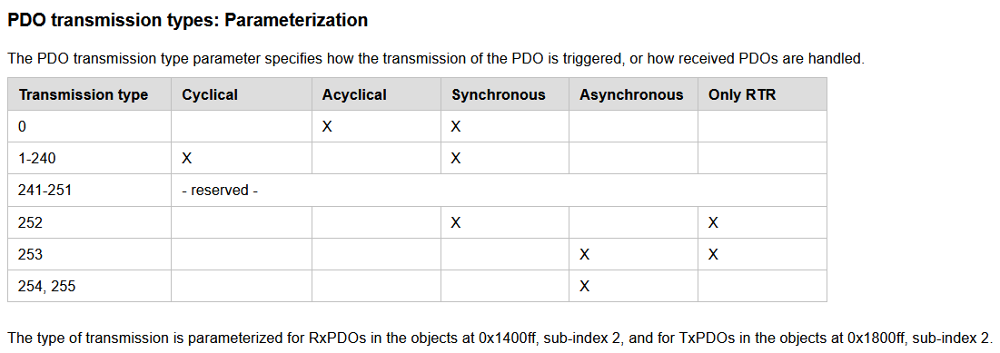 PDO transmission types: Parameterization
The PDO transmission type parameter specifies how the transmission of the PDO is triggered, or how received PDOs are handled.
Transmission type Cyclical Acyclical Synchronous Asynchronous Only RTR
0 X X
1-240 X X
241-251 - reserved -
252 X X
253 X X
254, 255 X
The type of transmission is parameterized for RxPDOs in the objects at 0x1400ff, sub-index 2, and for TxPDOs in the objects at 0x1800ff, sub-index 2.